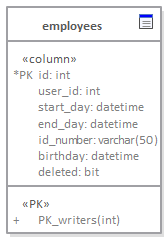 employees
«column»
*PK id: int
user_id: int
start_day: datetime
end_day: datetime
id_number: varchar(50)
birthday: datetime
deleted: bit
«PK»
+ PK_writers(int)